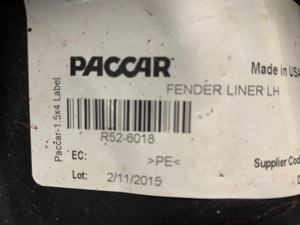 PACCAR
Made in USA
FENDER LINER LH
Paccar-1.5x4 Label
R52-6018
EC:
>PE<
Lot: 2/11/2015
Supplier Code